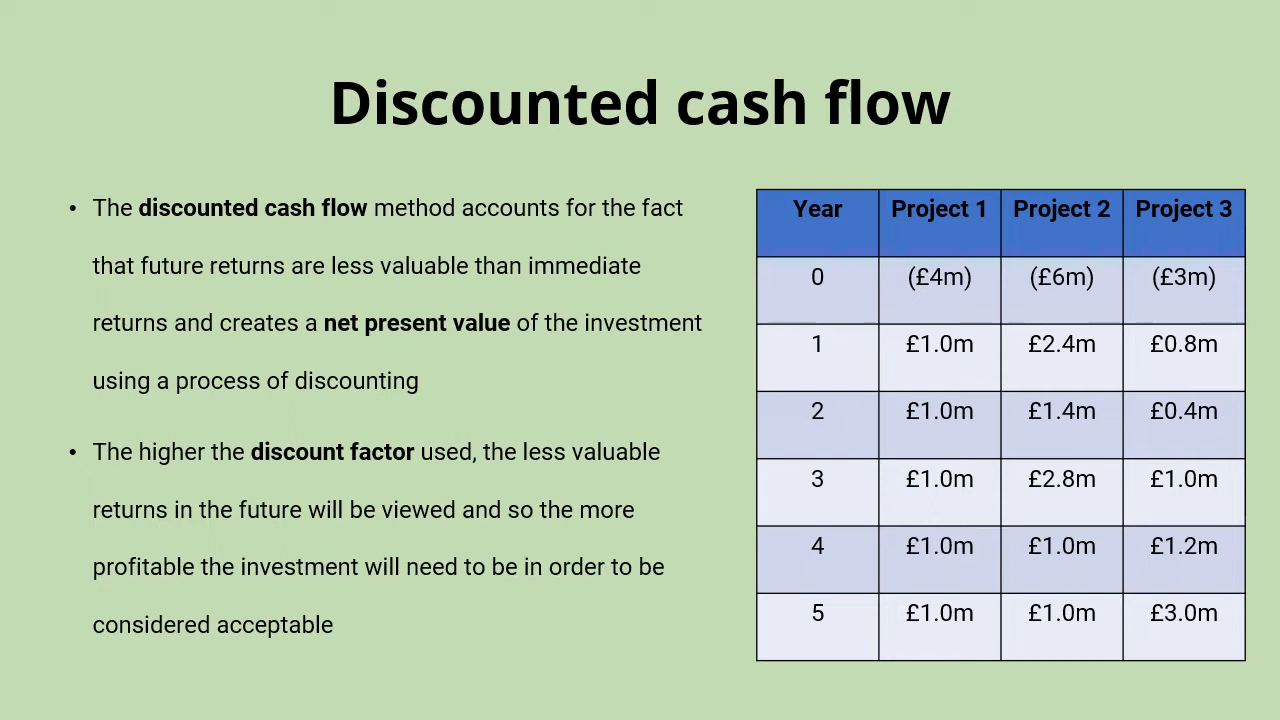 Discounted cash flow
• The discounted cash flow method accounts for the fact
that future returns are less valuable than immediate
returns and creates a net present value of the investment
using a process of discounting
• The higher the discount factor used, the less valuable
returns in the future will be viewed and so the more
profitable the investment will need to be in order to be
considered acceptable
Year Project 1 Project 2 Project 3
0 (£4m) (£6m) (£3m)
1 £1.0m £2.4m £0.8m
2 £1.0m £1.4m £0.4m
3 £1.0m £2.8m £1.0m
4 £1.0m £1.0m £1.2m
5 £1.0m £1.0m £3.0m